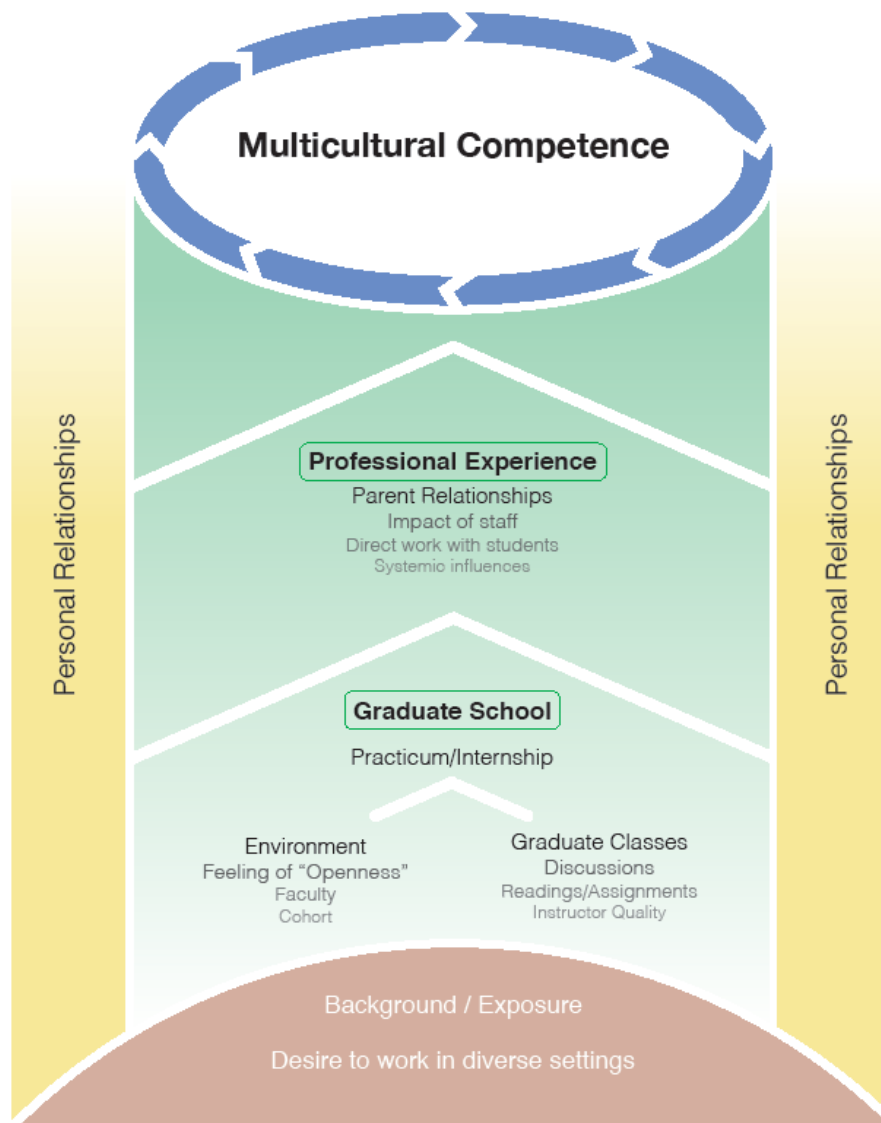 Multicultural Competence
Personal Relationships
Personal Relationships
Professional Experience
Parent Relationships
Impact of staff
Direct work with students
Systemic influences
Graduate School
Practicum/Internship
Environment
Feeling of “Openness”
Faculty
Cohort
Graduate Classes
Discussions
Readings/Assignments
Instructor Quality
Background / Exposure
Desire to work in diverse settings